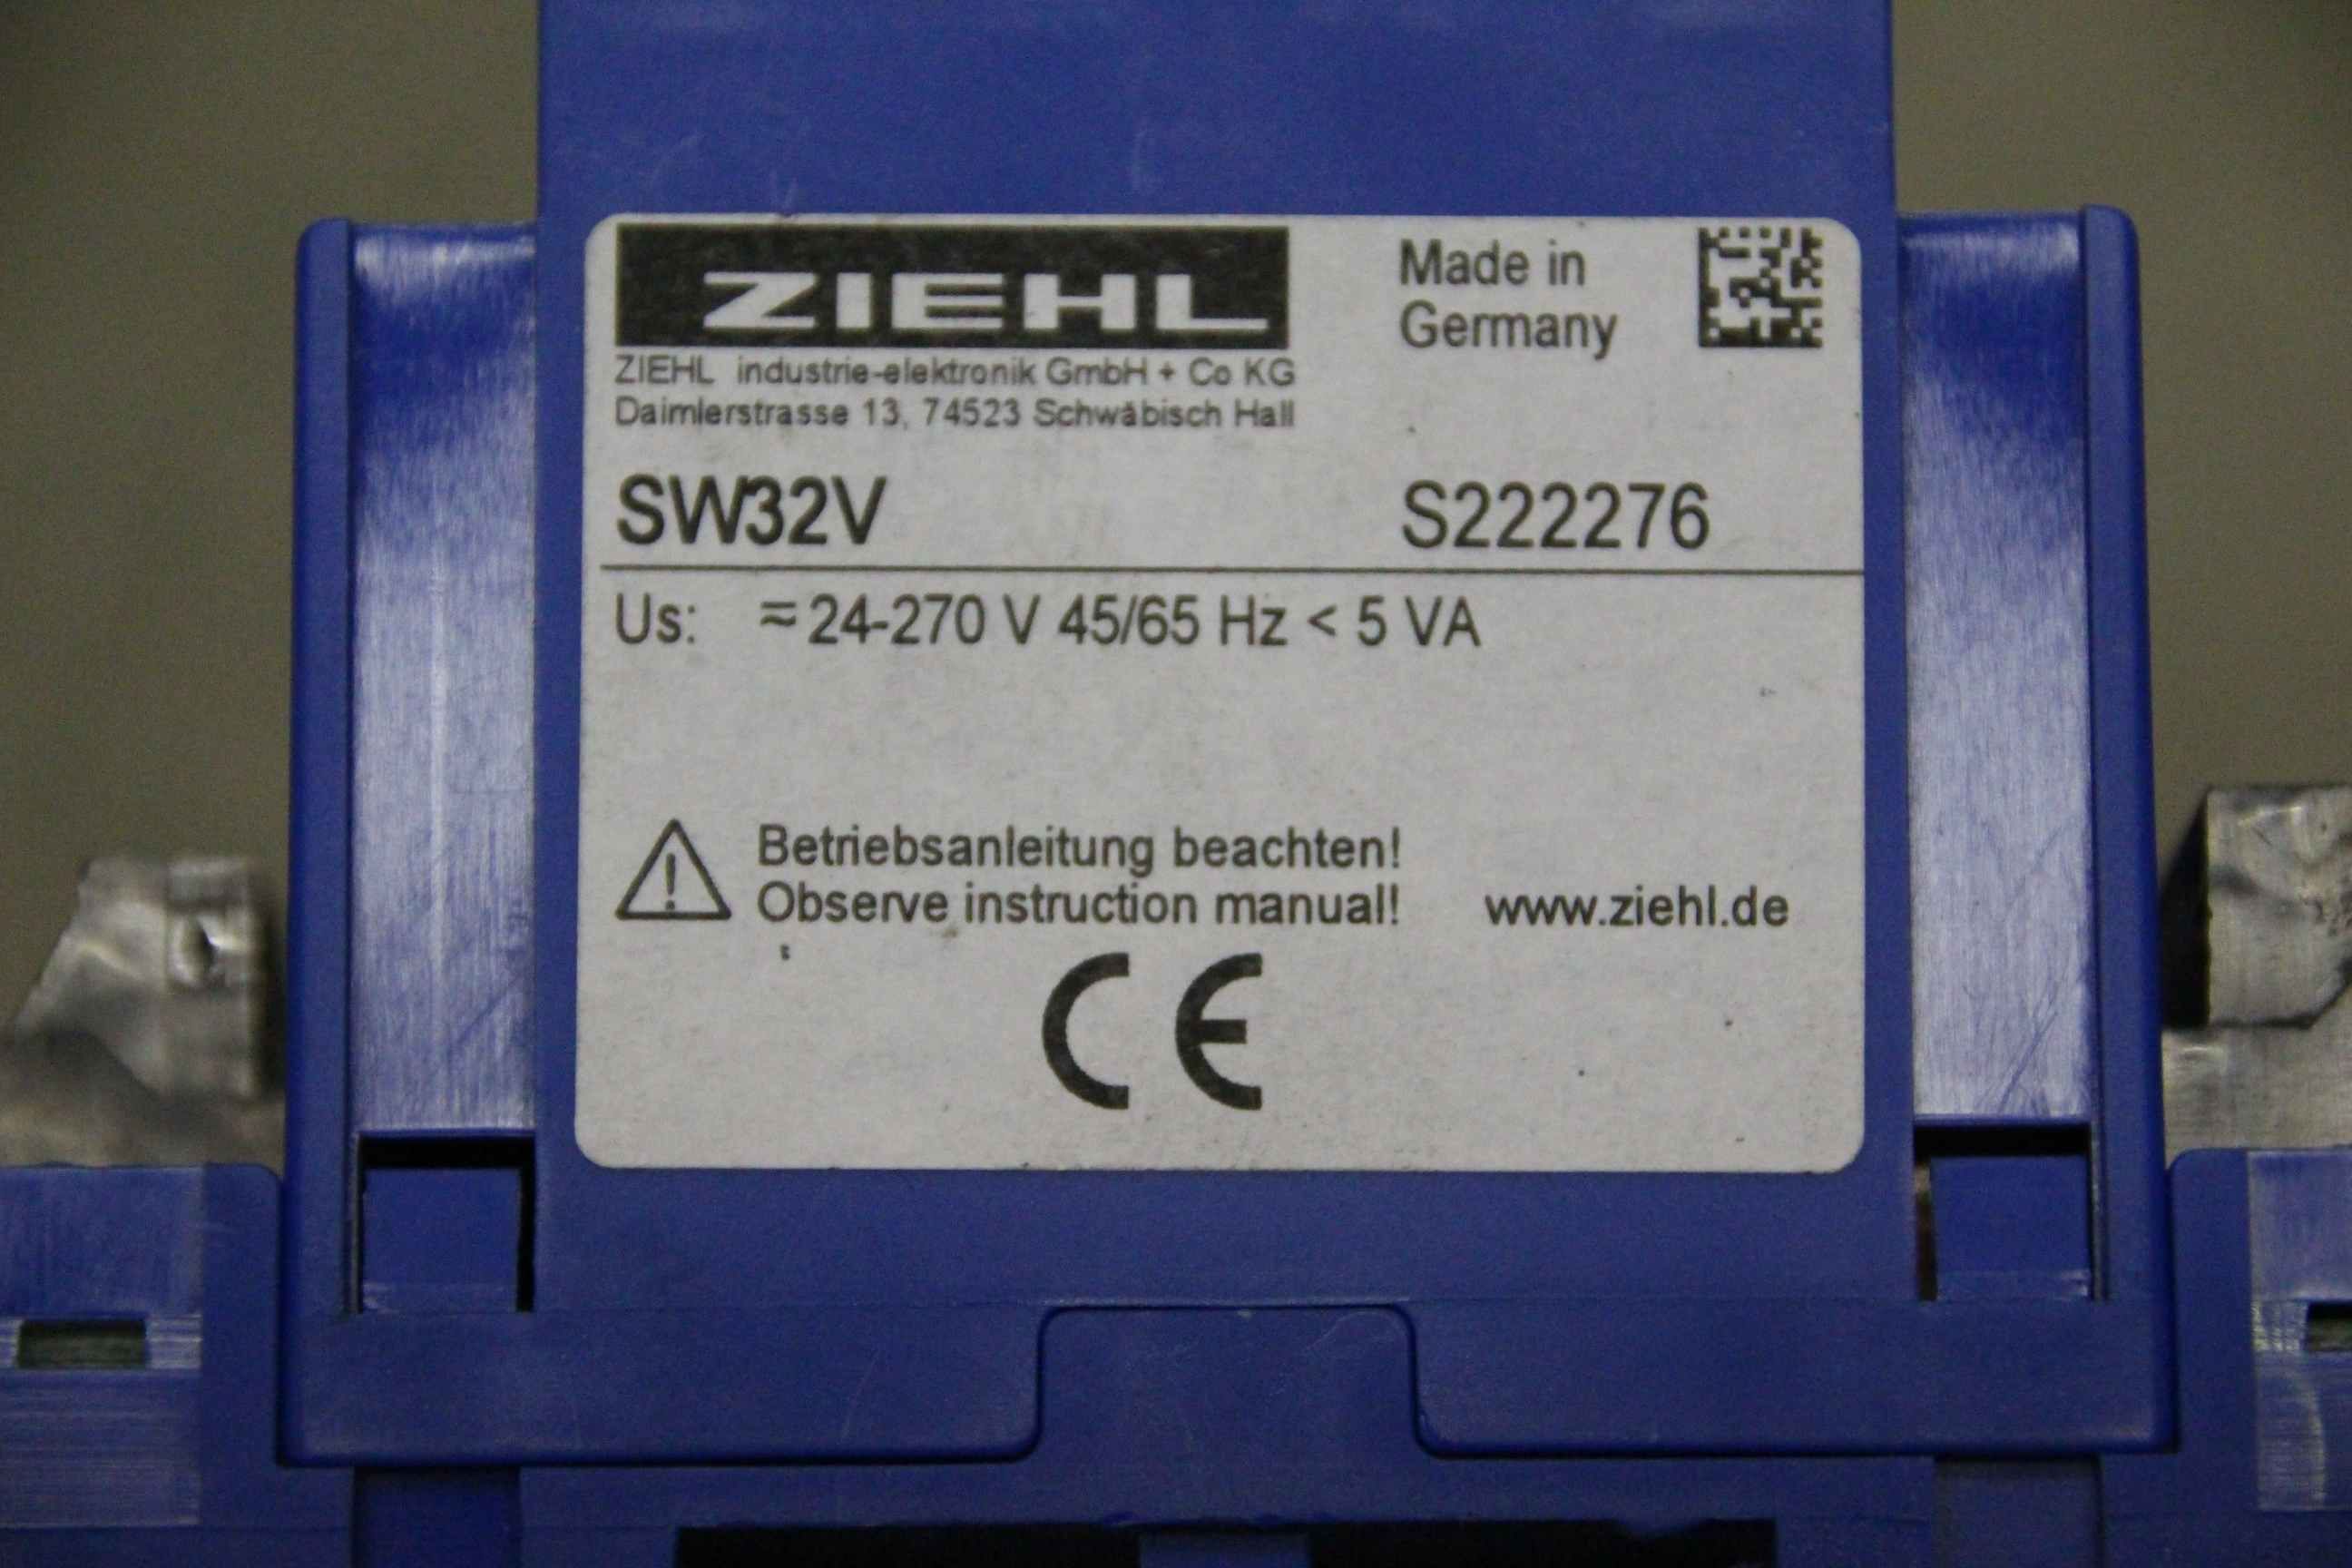 ZIEHL
Made in
Germany
ZIEHL industrie-elektronik GmbH + Co KG
Daimlerstrasse 13, 74523 Schwäbisch Hall
SW32V S222276
Us: ≂ 24-270 V 45/65 Hz < 5 VA
Betriebsanleitung beachten!
Observe instruction manual! www.ziehl.de
CE